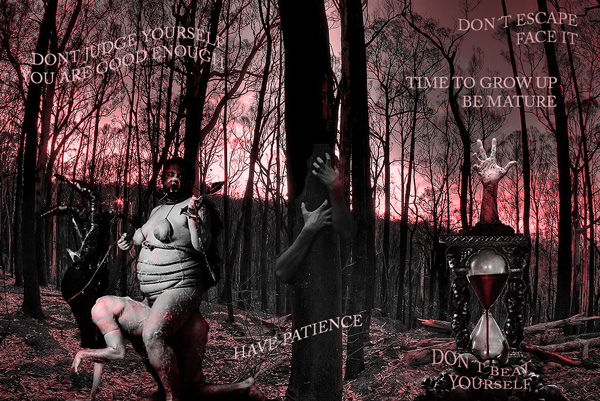 DONT JUDGE YOURSELF
YOU ARE GOOD ENOUGH
DON´T ESCAPE
FACE IT
TIME TO GROW UP
BE MATURE
HAVE PATIENCE
DON´T BEAT
YOURSELF